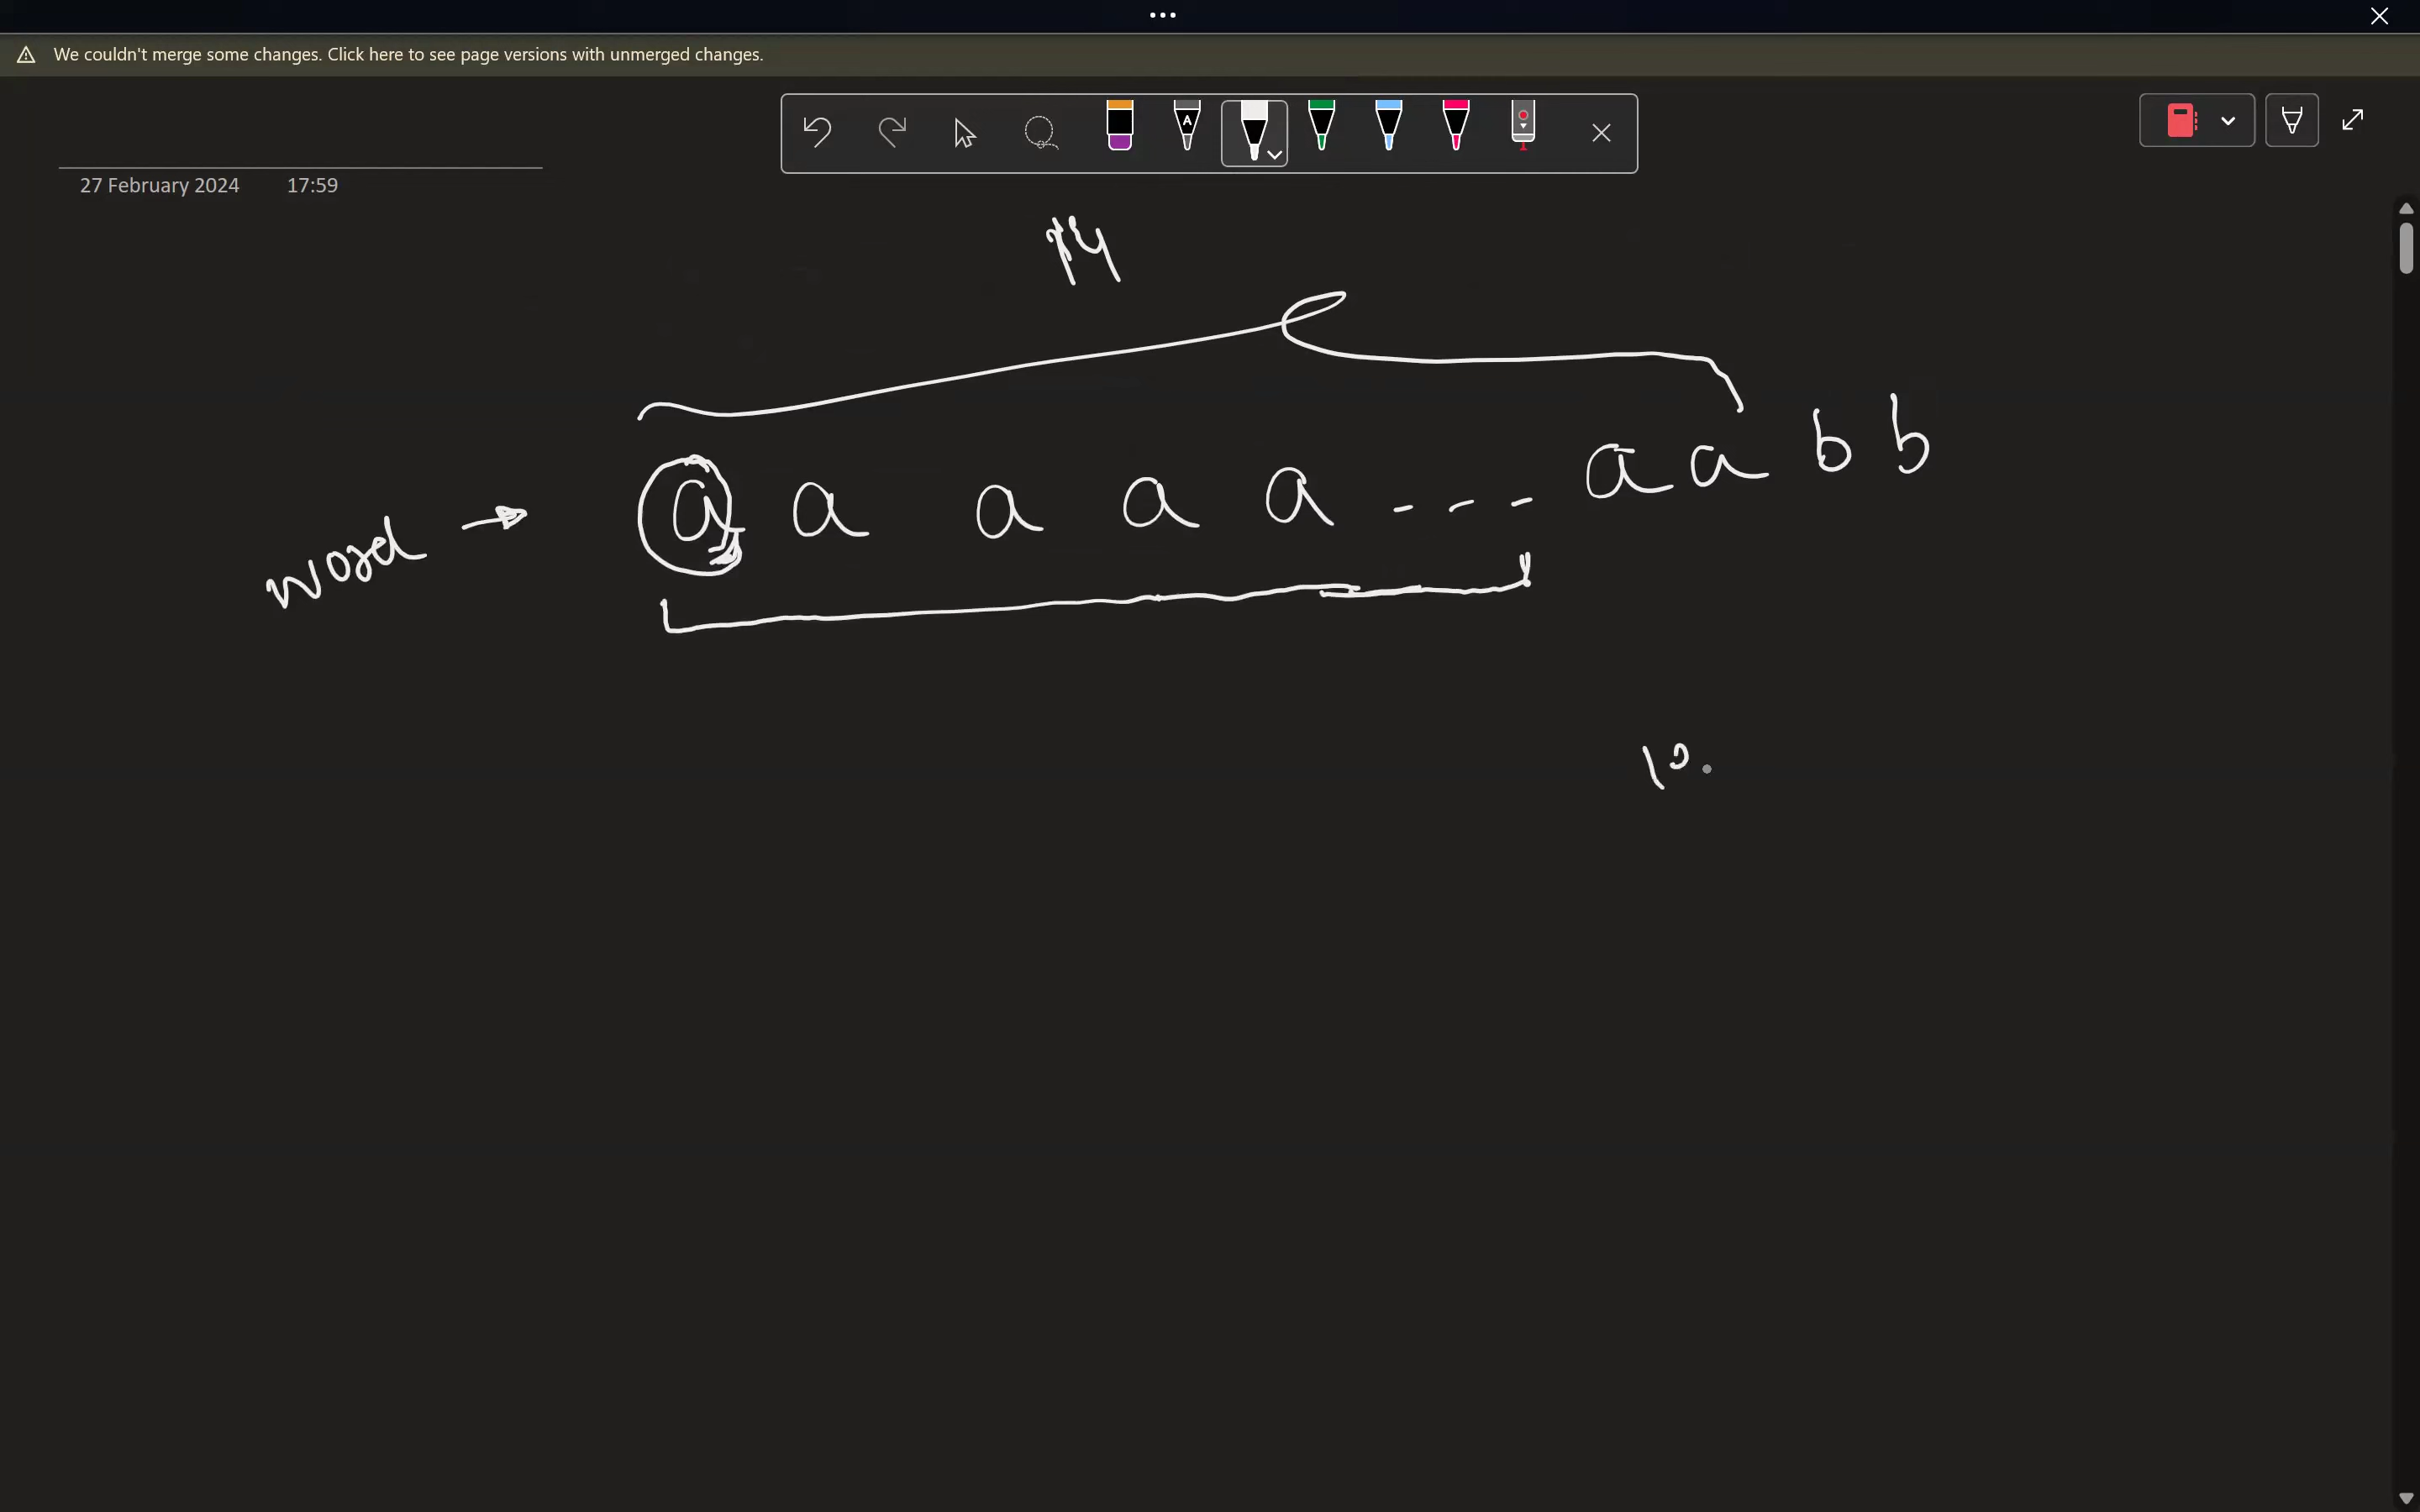 We couldn't merge some changes. Click here to see page versions with unmerged changes.
A
27 February 2024 17:59
14
word → a a a a a - - - a a b b